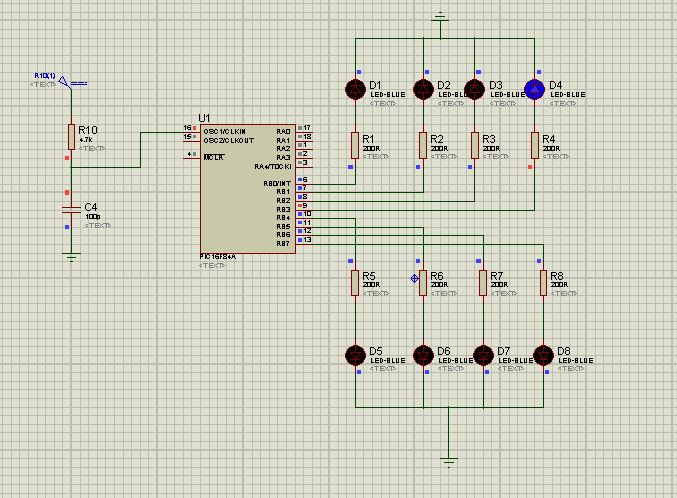 R10(1)
<TEXT>
R10
4.7k
<TEXT>
C4
100p
<TEXT>
U1
16
15
4
OSC1/CLKIN
OSC2/CLKOUT
MCLR
RA0
RA1
RA2
RA3
RA4/T0CKI
RB0/INT
RB1
RB2
RB3
RB4
RB5
RB6
RB7
17
18
1
2
3
6
7
8
9
10
11
12
13
PIC16F84A
<TEXT>
D1
LED-BLUE
<TEXT>
D2
LED-BLUE
<TEXT>
D3
LED-BLUE
<TEXT>
D4
LED-BLUE
<TEXT>
R1
200R
<TEXT>
R2
200R
<TEXT>
R3
200R
<TEXT>
R4
200R
<TEXT>
R5
200R
<TEXT>
R6
200R
<TEXT>
R7
200R
<TEXT>
R8
200R
<TEXT>
D5
LED-BLUE
<TEXT>
D6
LED-BLUE
<TEXT>
D7
LED-BLUE
<TEXT>
D8
LED-BLUE
<TEXT>